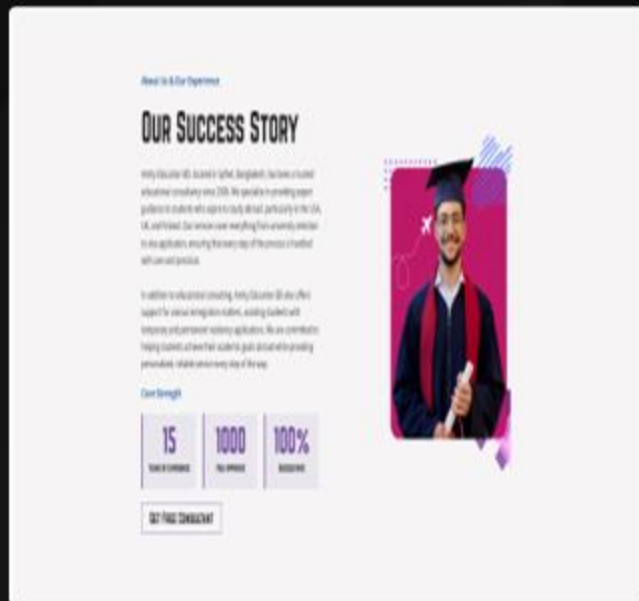 About Us & Our Experience
OUR SUCCESS STORY
Amity Education BD, located in Sylhet, Bangladesh, has been a trusted
educational consultancy since 2009. We specialize in providing expert
guidance to students who aspire to study abroad, particularly in the USA,
UK, and Finland. Our services cover everything from university selection
to visa application, ensuring that every step of the process is handled
with care and precision.
In addition to educational consulting, Amity Education BD also offers
support for various immigration matters, assisting students with
temporary and permanent residency applications. We are committed to
helping students achieve their academic goals abroad while providing
personalized, reliable service every step of the way.
Core Strength
15
1000
100%
YEARS OF EXPERIENCE
SUCCESS RATE
GET FREE CONSULTANT